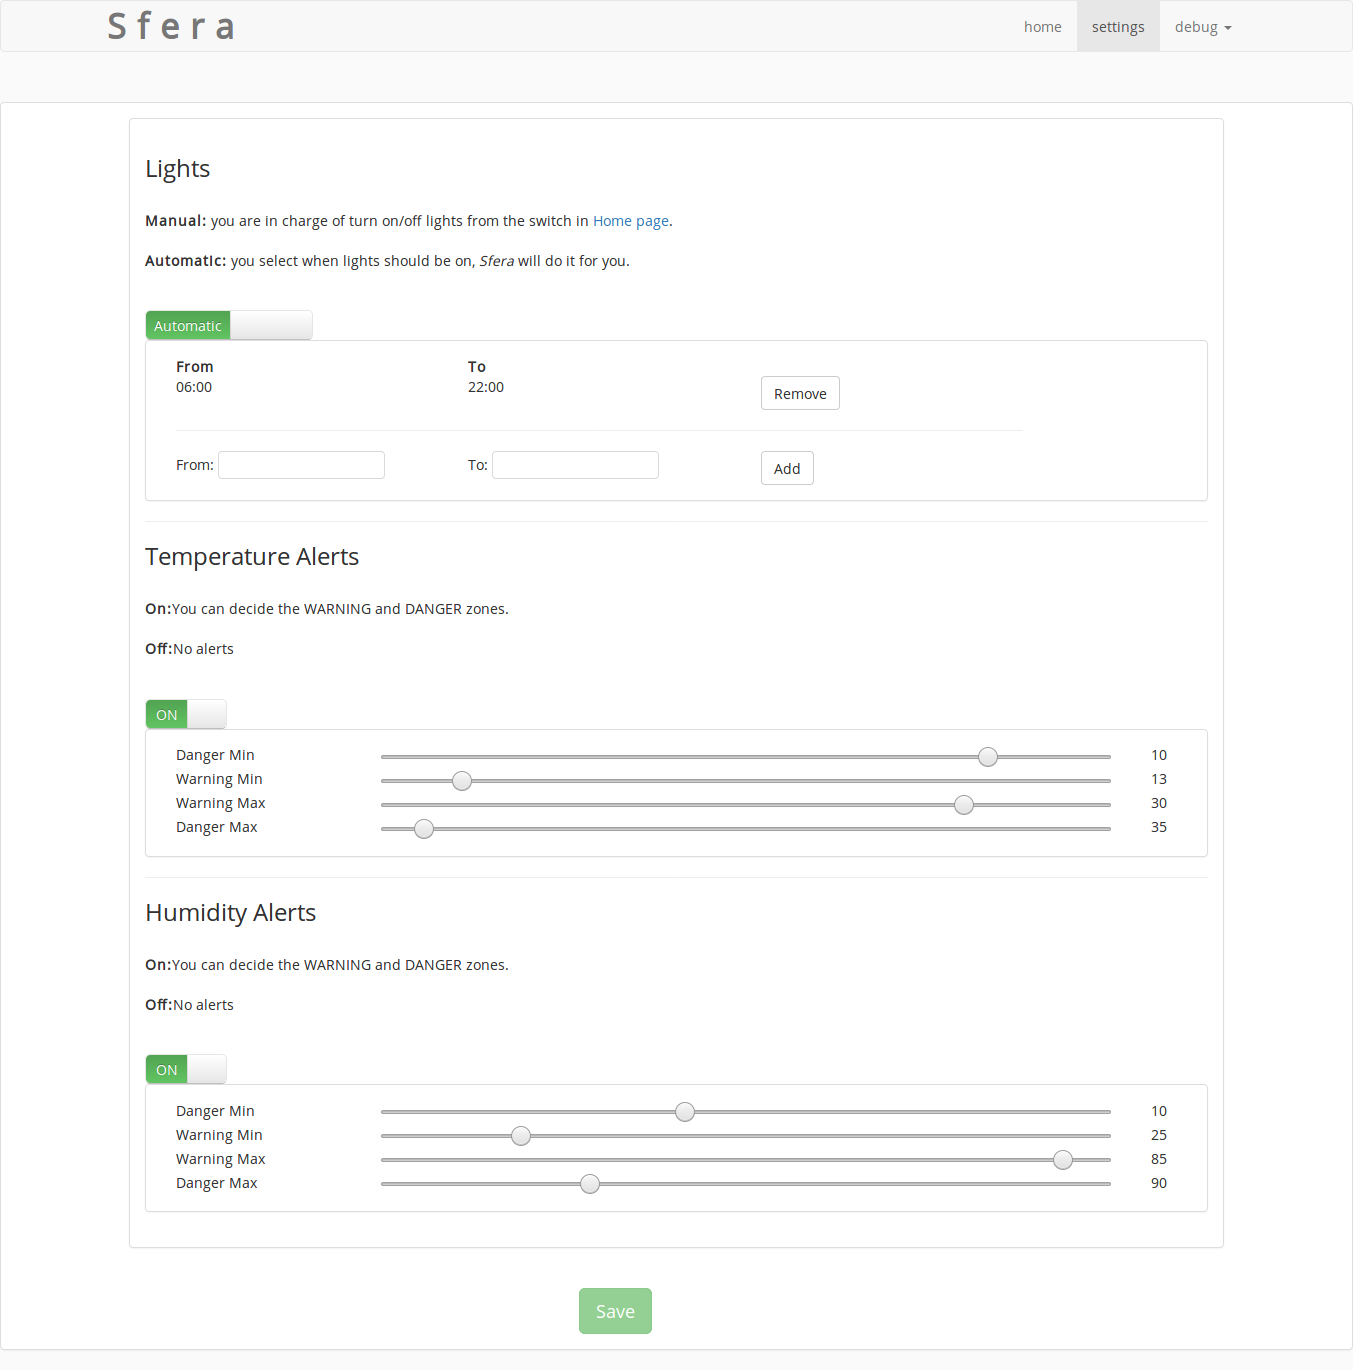 Sfera
home settings debug
Lights
Manual: you are in charge of turn on/off lights from the switch in Home page.
Automatic: you select when lights should be on, Sfera will do it for you.
Automatic
From To
06:00 22:00 Remove
From: To: Add
Temperature Alerts
On:You can decide the WARNING and DANGER zones.
Off:No alerts
ON
Danger Min 10
Warning Min 13
Warning Max 30
Danger Max 35
Humidity Alerts
On:You can decide the WARNING and DANGER zones.
Off:No alerts
ON
Danger Min 10
Warning Min 25
Warning Max 85
Danger Max 90
Save